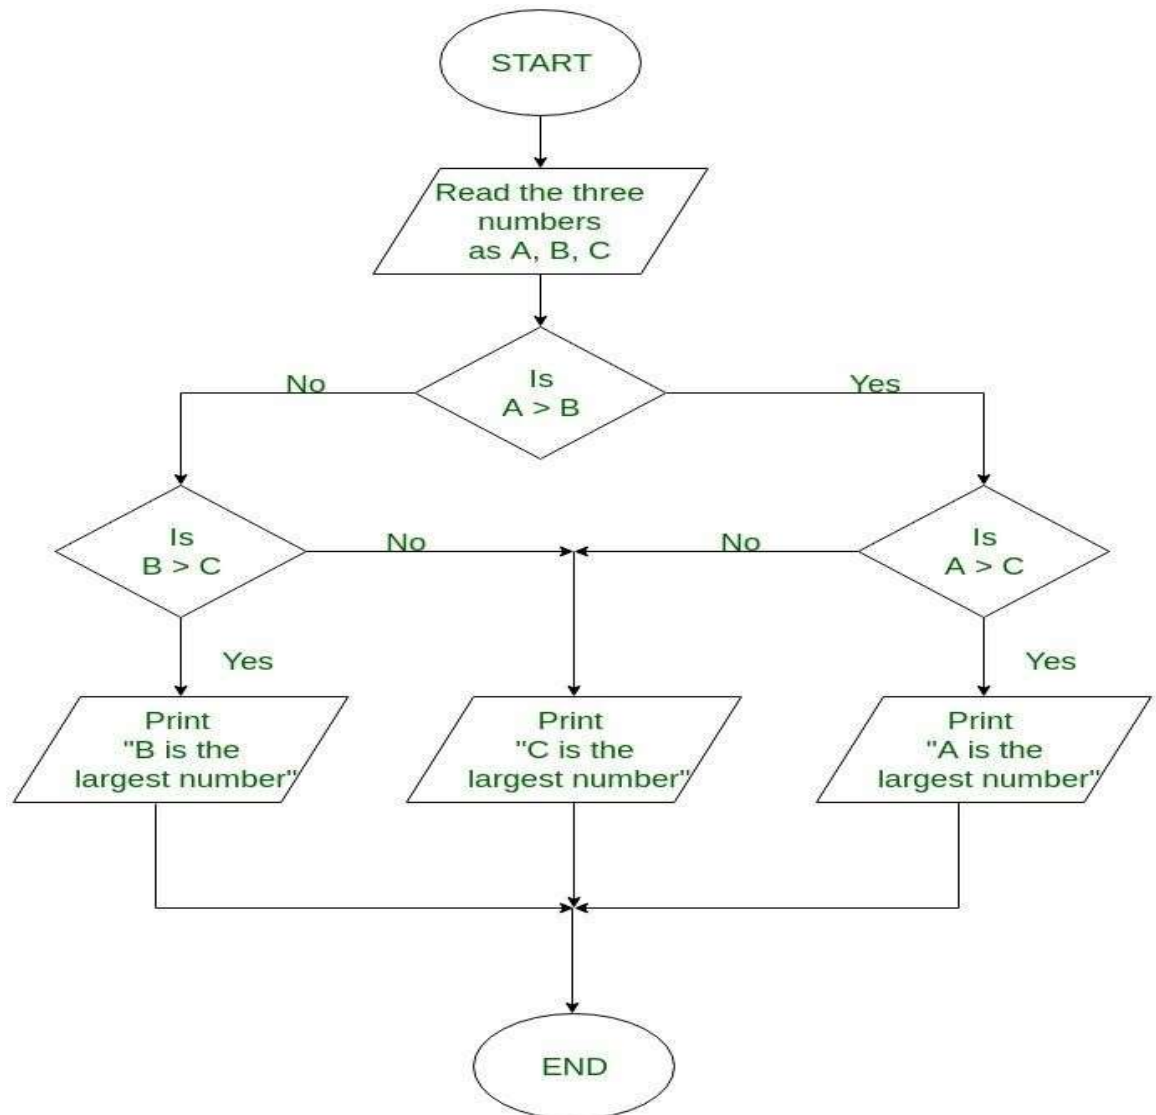 START
Read the three
numbers
as A, B, C
No
Is
A > B
Yes
Is
B > C
No
No
Is
A > C
Yes
Yes
Print
"B is the
largest number"
Print
"C is the
largest number"
Print
"A is the
largest number"
END